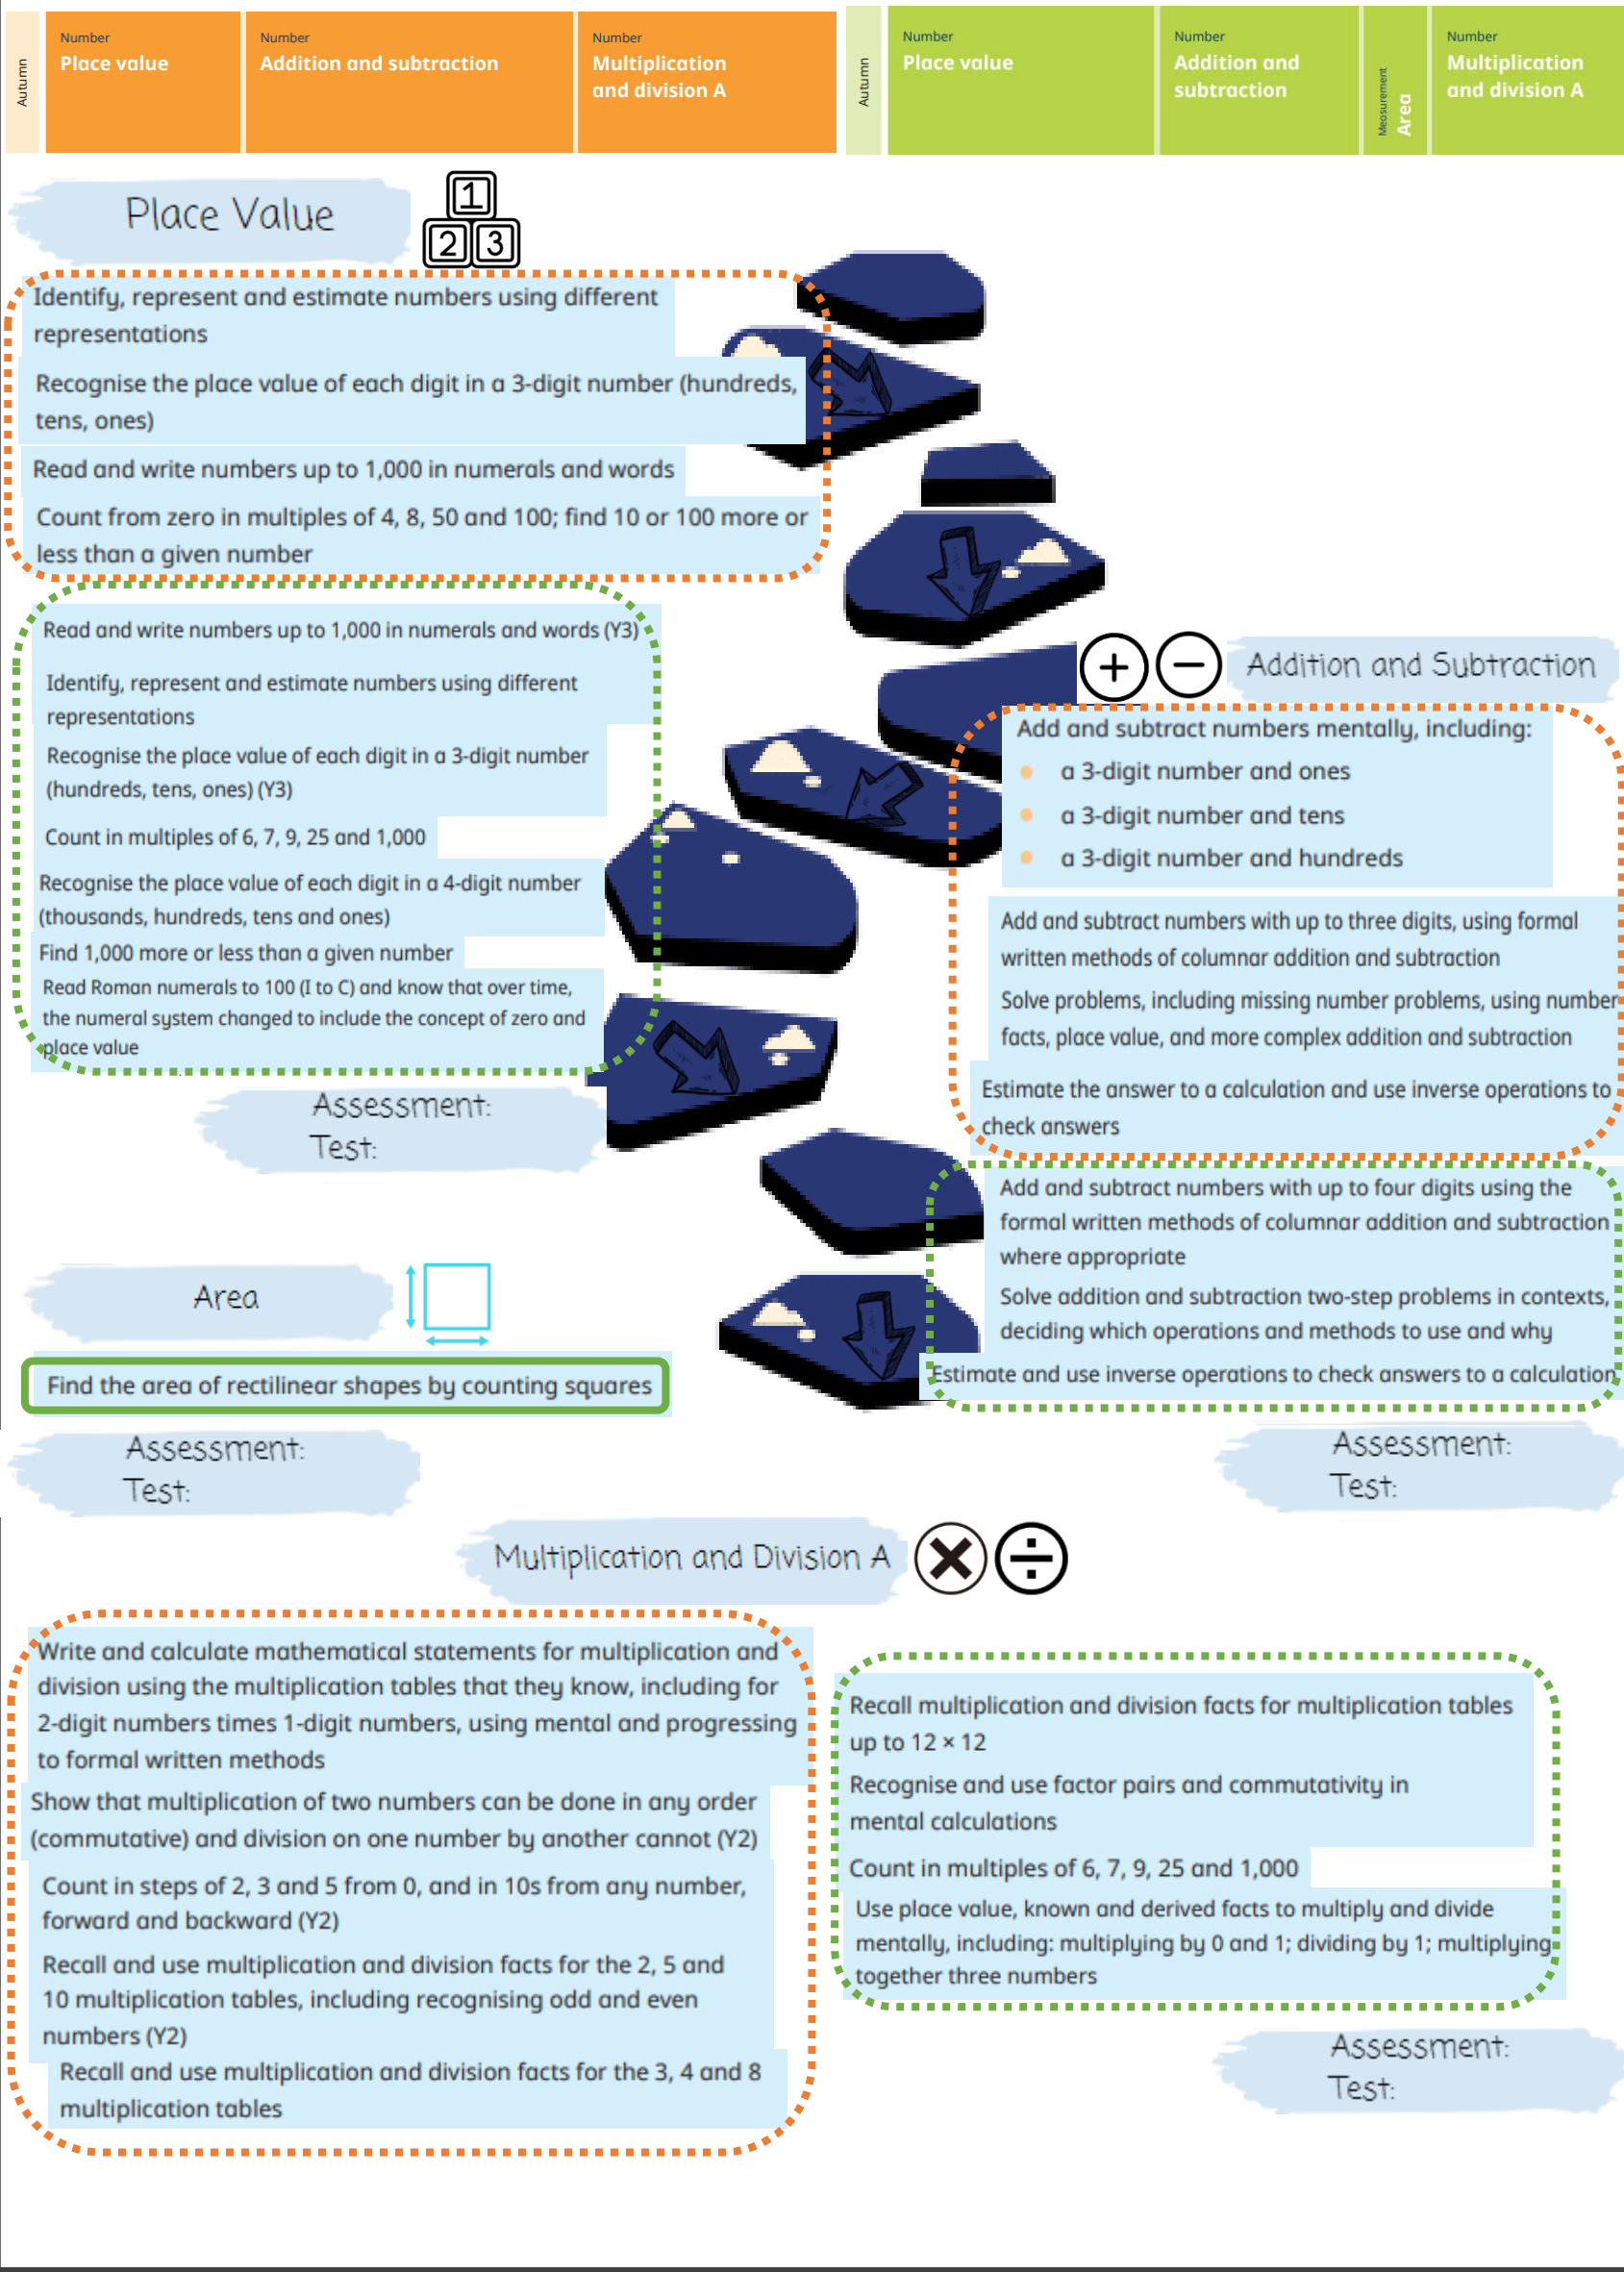 Autumn
Number
Place value
Number
Addition and subtraction
Number
Multiplication
and division A
Autumn
Number
Place value
Number
Addition and
subtraction
Measurement
Area
Number
Multiplication
and division A
Place Value
1
2 3
Identify, represent and estimate numbers using different
representations
Recognise the place value of each digit in a 3-digit number (hundreds,
tens, ones)
Read and write numbers up to 1,000 in numerals and words
Count from zero in multiples of 4, 8, 50 and 100; find 10 or 100 more or
less than a given number
Read and write numbers up to 1,000 in numerals and words (Y3)
Identify, represent and estimate numbers using different
representations
Recognise the place value of each digit in a 3-digit number
(hundreds, tens, ones) (Y3)
Count in multiples of 6, 7, 9, 25 and 1,000
Recognise the place value of each digit in a 4-digit number
(thousands, hundreds, tens and ones)
Find 1,000 more or less than a given number
Read Roman numerals to 100 (I to C) and know that over time,
the numeral system changed to include the concept of zero and
place value
Assessment:
Test:
+ − Addition and Subtraction
Add and subtract numbers mentally, including:
• a 3-digit number and ones
• a 3-digit number and tens
• a 3-digit number and hundreds
Add and subtract numbers with up to three digits, using formal
written methods of columnar addition and subtraction
Solve problems, including missing number problems, using number
facts, place value, and more complex addition and subtraction
Estimate the answer to a calculation and use inverse operations to
check answers
Add and subtract numbers with up to four digits using the
formal written methods of columnar addition and subtraction
where appropriate
Solve addition and subtraction two-step problems in contexts,
deciding which operations and methods to use and why
Estimate and use inverse operations to check answers to a calculation
Assessment:
Test:
Area
Find the area of rectilinear shapes by counting squares
Assessment:
Test:
Multiplication and Division A × ÷
Write and calculate mathematical statements for multiplication and
division using the multiplication tables that they know, including for
2-digit numbers times 1-digit numbers, using mental and progressing
to formal written methods
Show that multiplication of two numbers can be done in any order
(commutative) and division on one number by another cannot (Y2)
Count in steps of 2, 3 and 5 from 0, and in 10s from any number,
forward and backward (Y2)
Recall and use multiplication and division facts for the 2, 5 and
10 multiplication tables, including recognising odd and even
numbers (Y2)
Recall and use multiplication and division facts for the 3, 4 and 8
multiplication tables
Recall multiplication and division facts for multiplication tables
up to 12 × 12
Recognise and use factor pairs and commutativity in
mental calculations
Count in multiples of 6, 7, 9, 25 and 1,000
Use place value, known and derived facts to multiply and divide
mentally, including: multiplying by 0 and 1; dividing by 1; multiplying
together three numbers
Assessment:
Test: